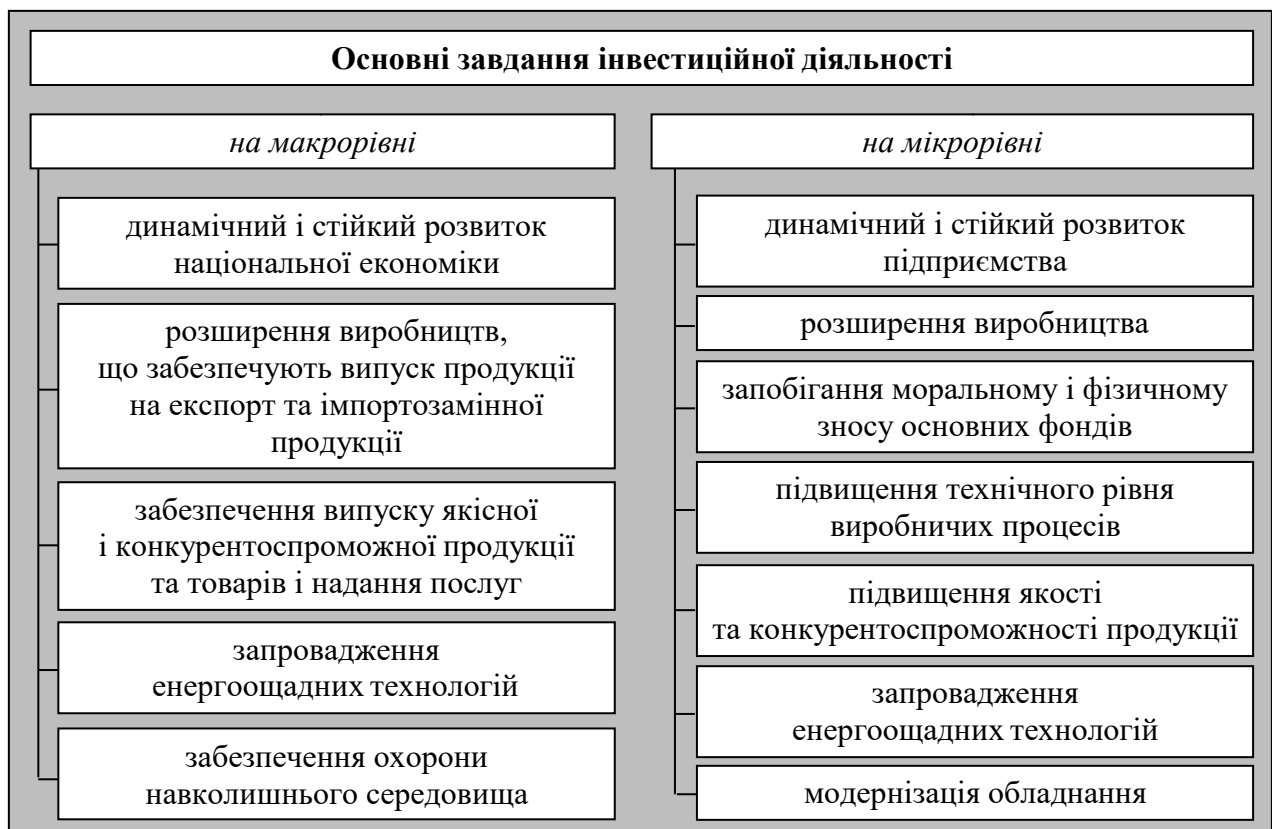 Основні завдання інвестиційної діяльності
на макрорівні
динамічний і стійкий розвиток
національної економіки
розширення виробництв,
що забезпечують випуск продукції
на експорт та імпортозамінної
продукції
забезпечення випуску якісної
і конкурентоспроможної продукції
та товарів і надання послуг
запровадження
енергоощадних технологій
забезпечення охорони
навколишнього середовища
на мікрорівні
динамічний і стійкий розвиток
підприємства
розширення виробництва
запобігання моральному і фізичному
зносу основних фондів
підвищення технічного рівня
виробничих процесів
підвищення якості
та конкурентоспроможності продукції
запровадження
енергоощадних технологій
модернізація обладнання